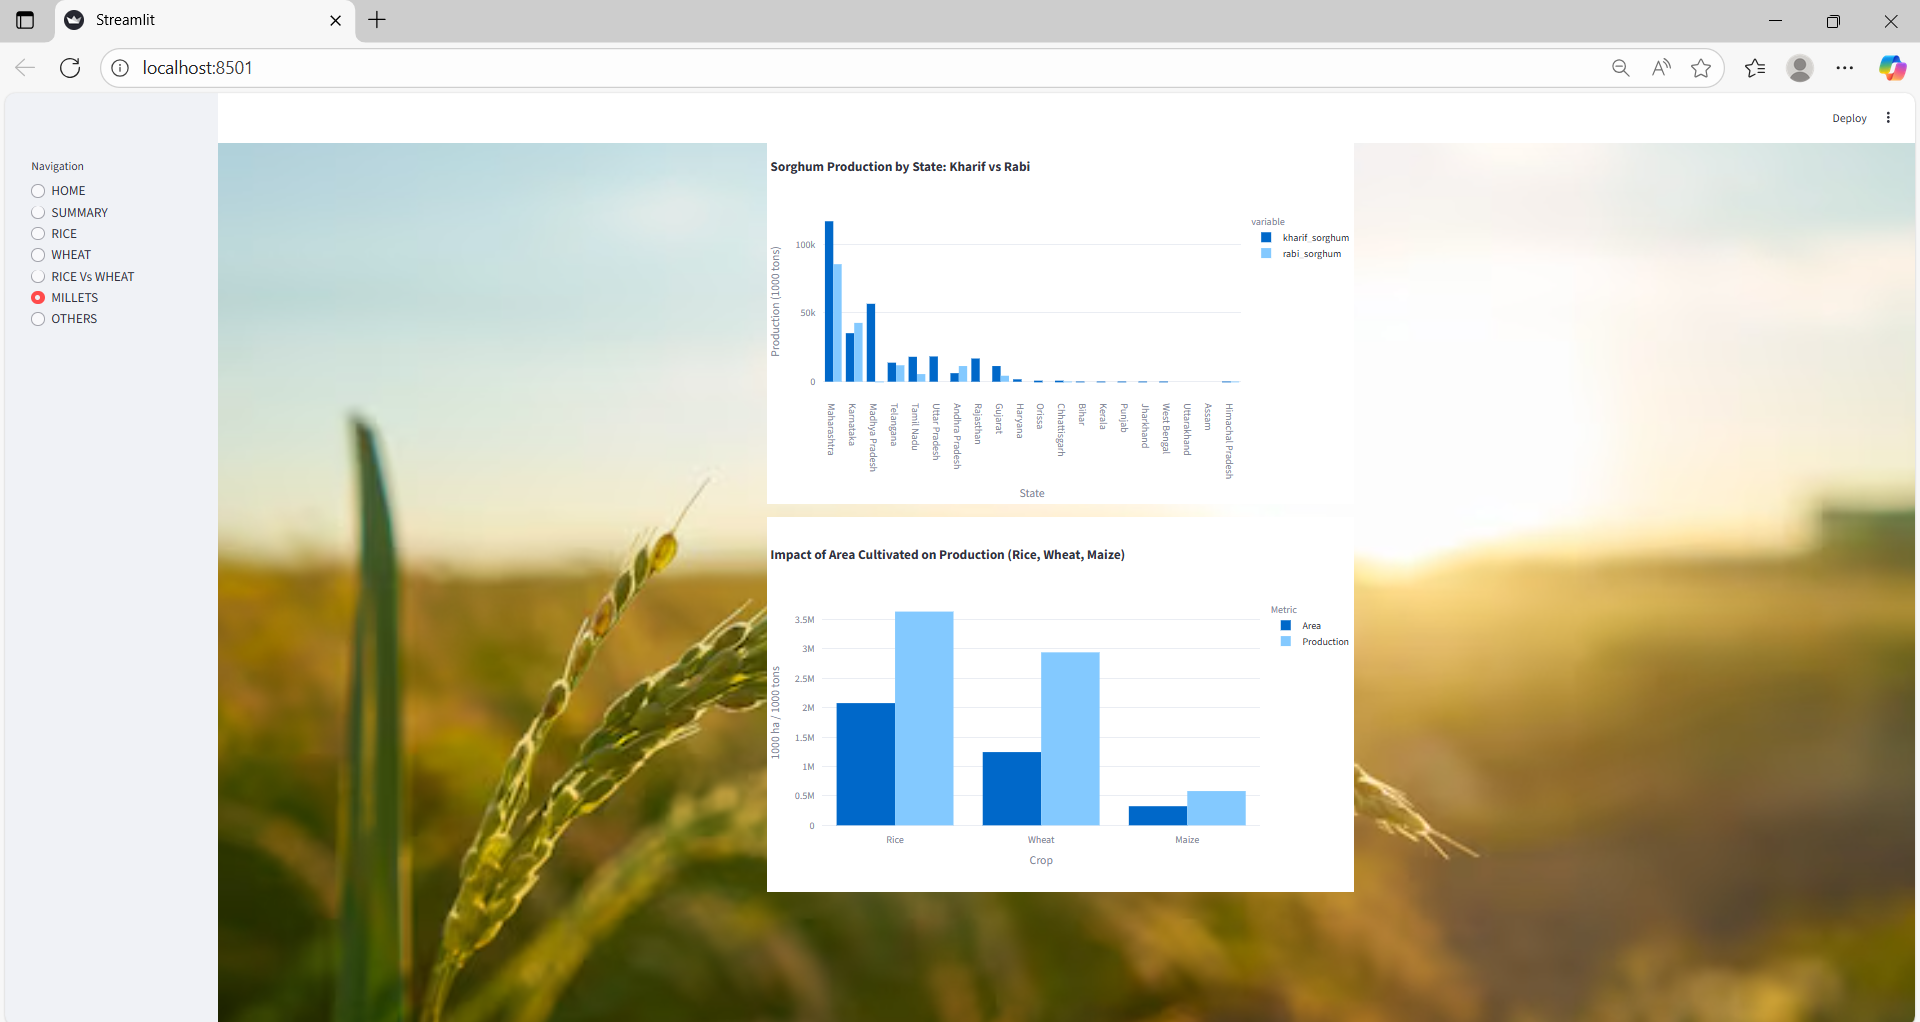 Streamlit
localhost:8501
Deploy
Navigation
HOME
SUMMARY
RICE
WHEAT
RICE Vs WHEAT
MILLETS
OTHERS
Sorghum Production by State: Kharif vs Rabi
variable
kharif_sorghum
rabi_sorghum
Production (1000 tons)
100k
50k
0
Maharashtra
Karnataka
Madhya Pradesh
Telangana
Tamil Nadu
Uttar Pradesh
Andhra Pradesh
Rajasthan
Gujarat
Haryana
Orissa
Chhattisgarh
Bihar
Kerala
Punjab
Jharkhand
West Bengal
Uttarakhand
Assam
Himachal Pradesh
State
Impact of Area Cultivated on Production (Rice, Wheat, Maize)
Metric
Area
Production
1000 ha / 1000 tons
3.5M
3M
2.5M
2M
1.5M
1M
0.5M
0
Rice
Wheat
Maize
Crop